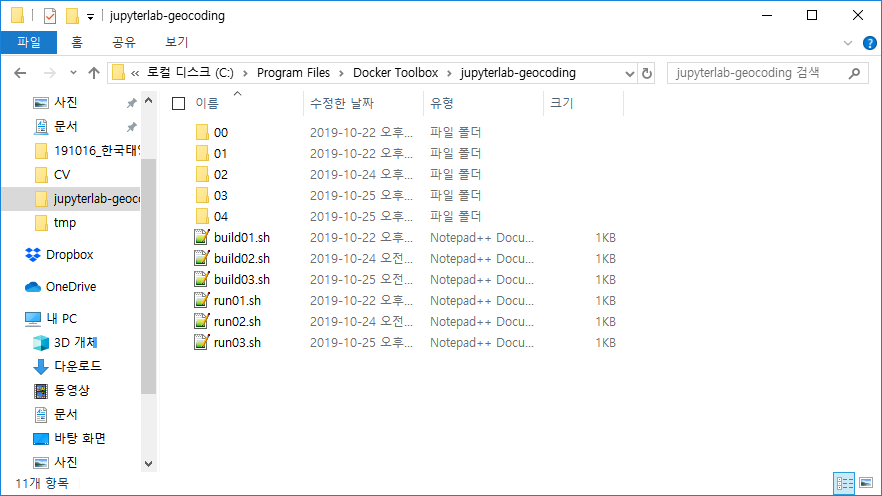 jupyterlab-geocoding
파일 홈 공유 보기
« 로컬 디스크 (C:) › Program Files › Docker Toolbox › jupyterlab-geocoding
jupyterlab-geocoding 검색
사진
문서
191016_한국태양
CV
jupyterlab-geoco
tmp
Dropbox
OneDrive
내 PC
3D 개체
다운로드
동영상
문서
바탕 화면
사진
이름 수정한 날짜 유형 크기
00 2019-10-22 오후... 파일 폴더
01 2019-10-22 오후... 파일 폴더
02 2019-10-24 오후... 파일 폴더
03 2019-10-25 오후... 파일 폴더
04 2019-10-25 오후... 파일 폴더
build01.sh 2019-10-22 오후... Notepad++ Docu... 1KB
build02.sh 2019-10-24 오전... Notepad++ Docu... 1KB
build03.sh 2019-10-25 오전... Notepad++ Docu... 1KB
run01.sh 2019-10-22 오후... Notepad++ Docu... 1KB
run02.sh 2019-10-24 오전... Notepad++ Docu... 1KB
run03.sh 2019-10-25 오후... Notepad++ Docu... 1KB
11개 항목